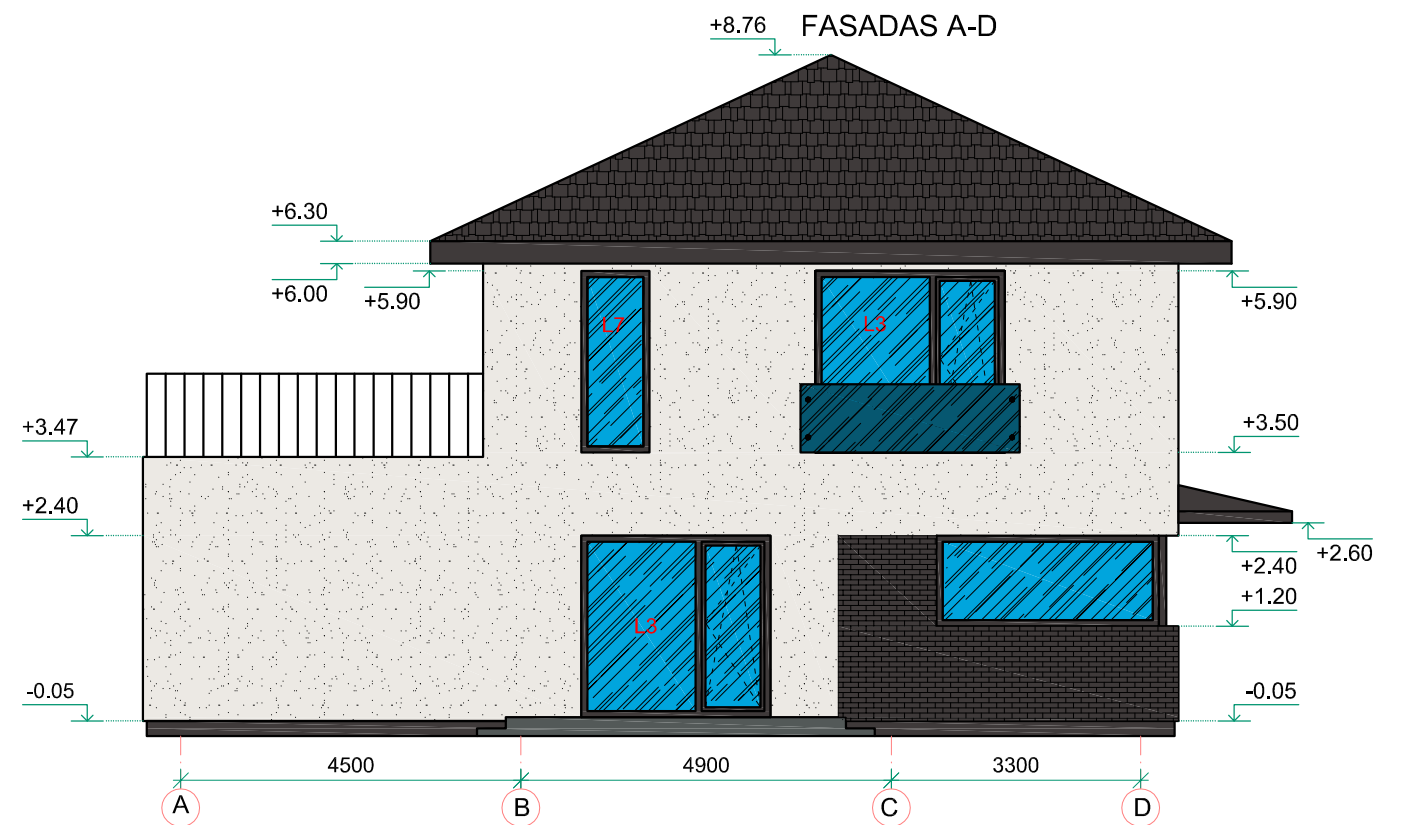 +8.76 FASADAS A-D
+6.30
+6.00
+5.90
+5.90
L7
L3
+3.47
+3.50
+2.40
+2.60
+2.40
+1.20
L3
-0.05
-0.05
4500 4900 3300
A B C D